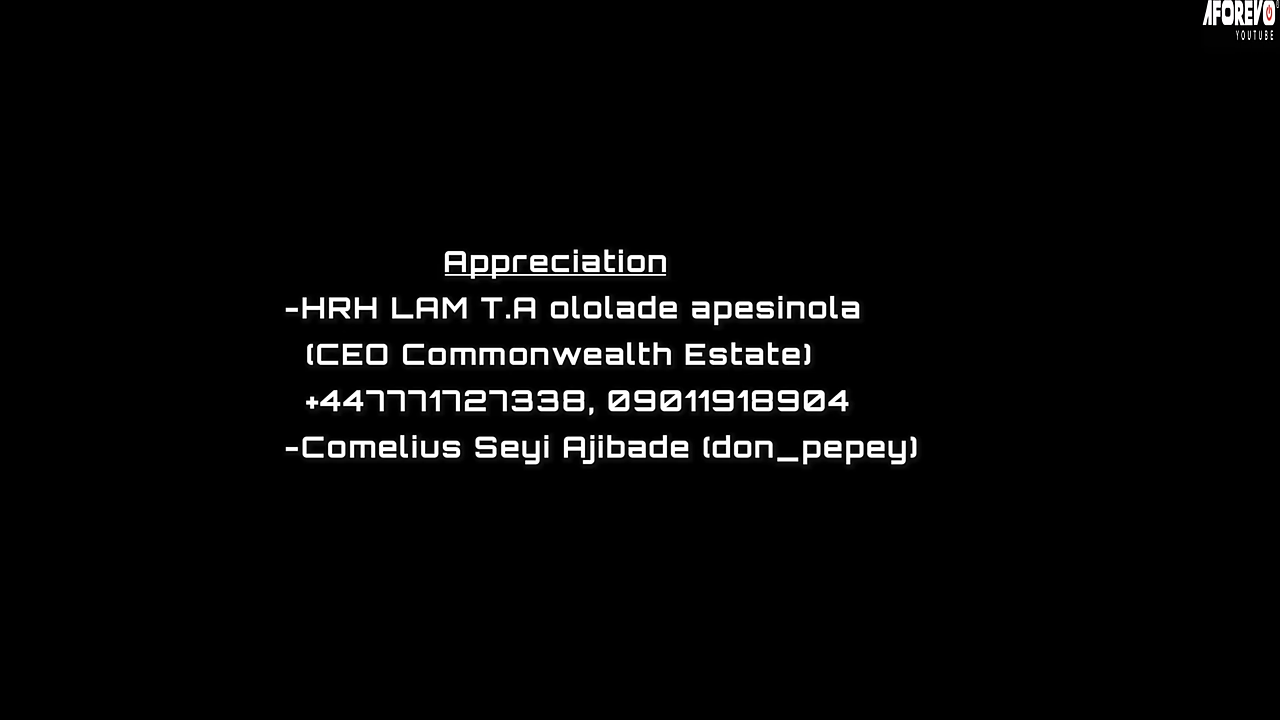 AFOREVO
YOUTUBE
Appreciation
-HRH LAM T.A ololade apesinola
(CEO Commonwealth Estate)
+447771727338, 09011918904
-Comelius Seyi Ajibade (don_pepey)